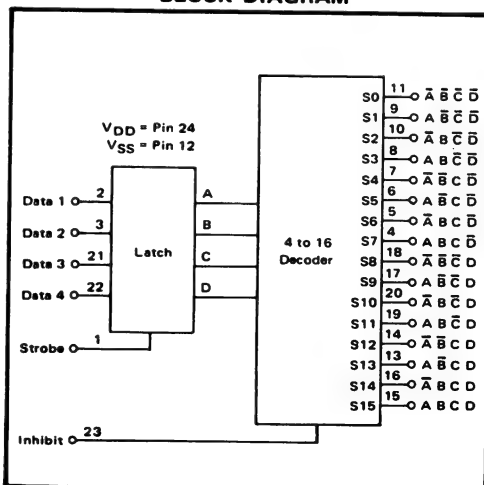 BLOCK DIAGRAM
VDD = Pin 24
VSS = Pin 12
Data 1 2
Data 2 3
Data 3 21
Data 4 22
Strobe 1
Inhibit 23
Latch
A
B
C
D
4 to 16
Decoder
S0 11 Ā B̄ C̄ D̄
S1 9 A B̄ C̄ D̄
S2 10 Ā B C̄ D̄
S3 8 A B C̄ D̄
S4 7 Ā B̄ C D̄
S5 6 A B̄ C D̄
S6 5 Ā B C D̄
S7 4 A B C D̄
S8 18 Ā B̄ C̄ D
S9 17 A B̄ C̄ D
S10 20 Ā B C̄ D
S11 19 A B C̄ D
S12 14 Ā B̄ C D
S13 13 A B̄ C D
S14 16 Ā B C D
S15 15 A B C D